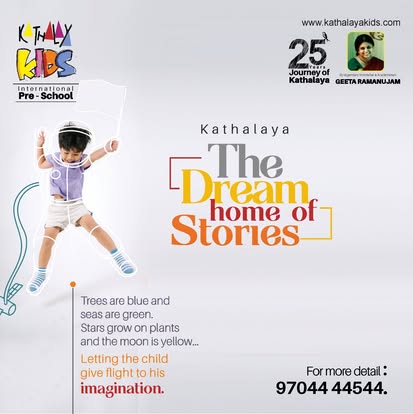 www.kathalayakids.com
KATHALAY
KIDS
International
Pre - School
25 Years
Journey of
Kathalaya
GEETA RAMANUJAM
Kathalaya
The
Dream
home of
Stories
Trees are blue and
seas are green.
Stars grow on plants
and the moon is yellow...
Letting the child
give flight to his
imagination.
For more detail :
97044 44544.